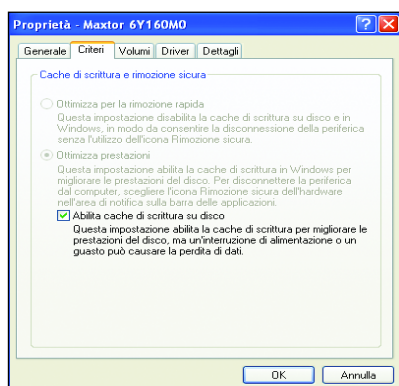 Proprietà - Maxtor 6Y160M0
Generale Criteri Volumi Driver Dettagli
Cache di scrittura e rimozione sicura
Ottimizza per la rimozione rapida
Questa impostazione disabilita la cache di scrittura su disco e in
Windows, in modo da consentire la disconnessione della periferica
senza l'utilizzo dell'icona Rimozione sicura.
Ottimizza prestazioni
Questa impostazione abilita la cache di scrittura in Windows per
migliorare le prestazioni del disco. Per disconnettere la periferica
dal computer, scegliere l'icona Rimozione sicura dell'hardware
nell'area di notifica sulla barra delle applicazioni.
Abilita cache di scrittura su disco
Questa impostazione abilita la cache di scrittura per migliorare le
prestazioni del disco, ma un'interruzione di alimentazione o un
guasto può causare la perdita di dati.
OK Annulla